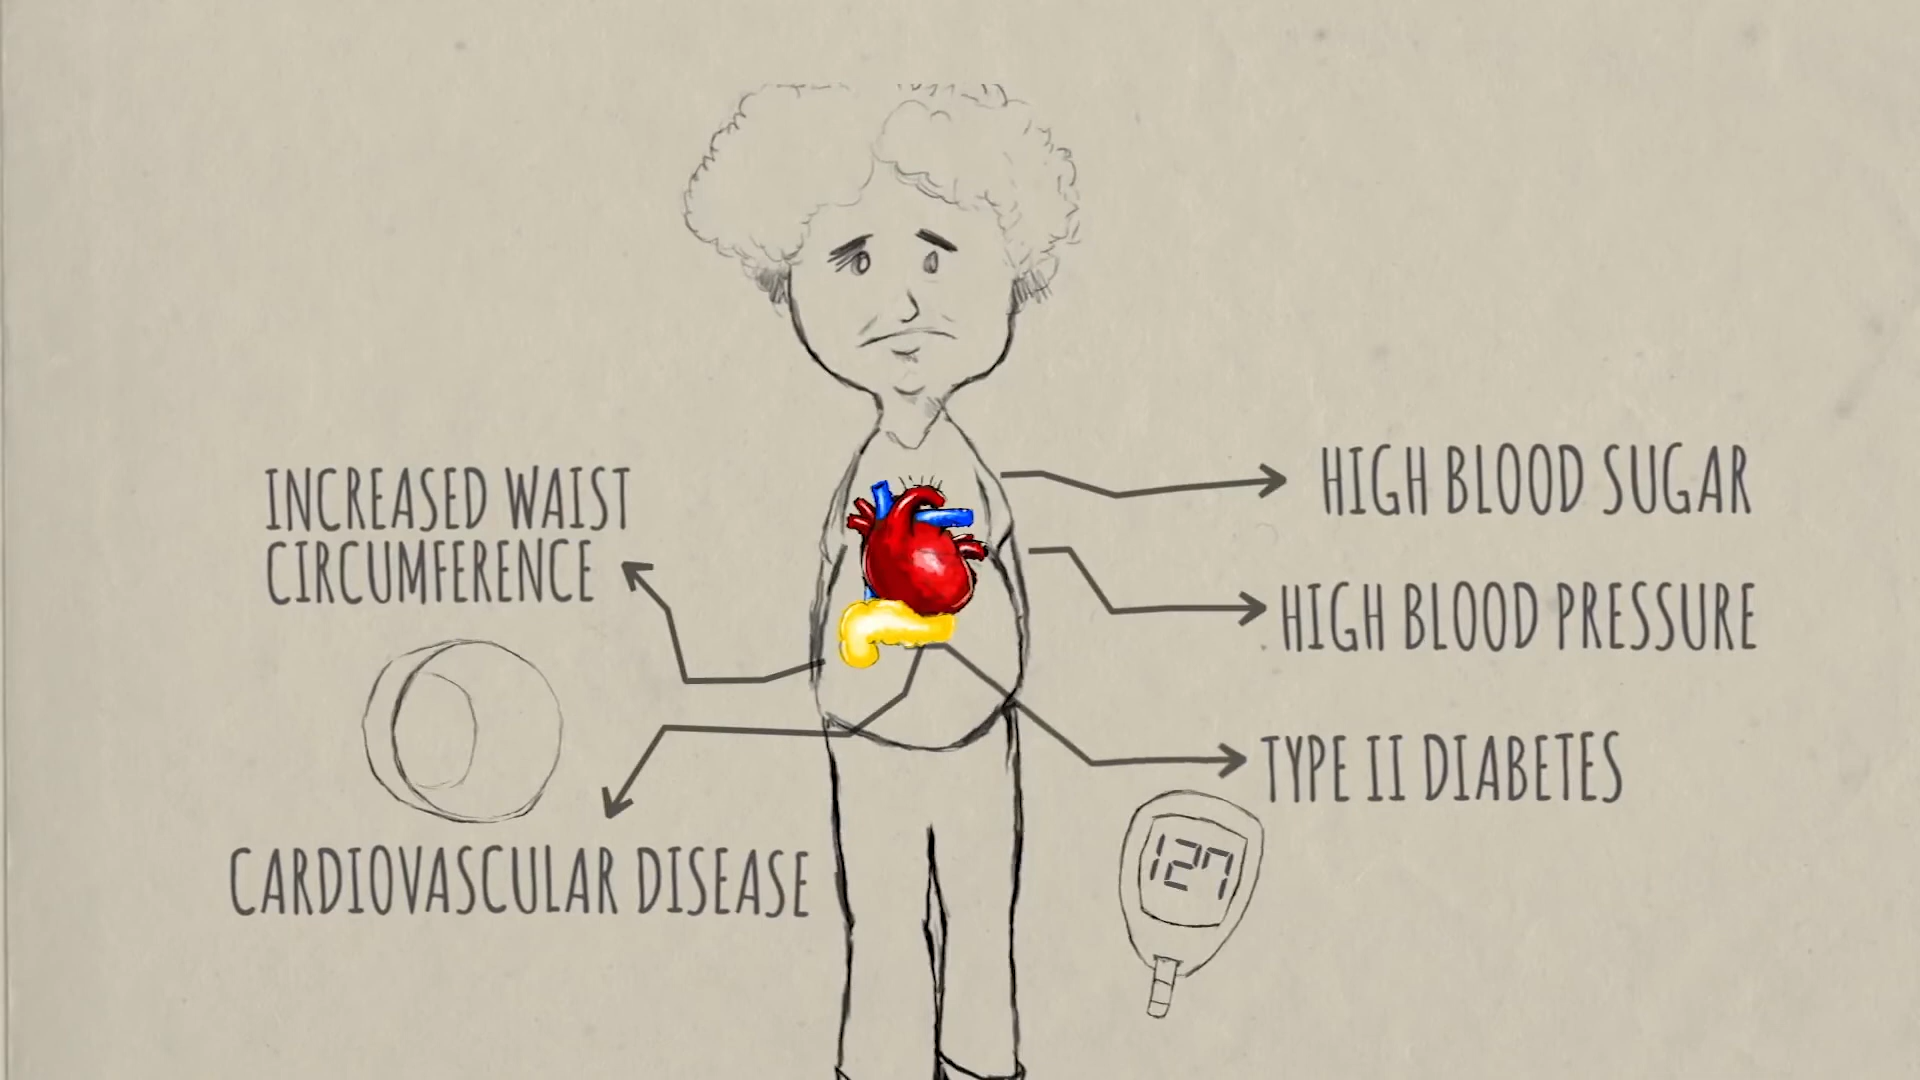 INCREASED WAIST
CIRCUMFERENCE
CARDIOVASCULAR DISEASE
HIGH BLOOD SUGAR
HIGH BLOOD PRESSURE
TYPE II DIABETES
127